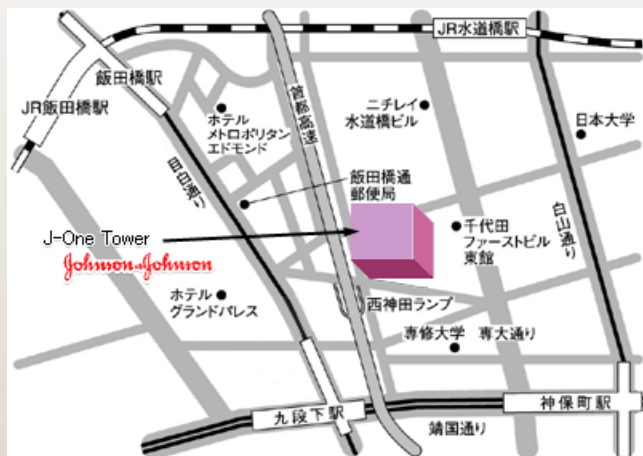 JR水道橋駅
飯田橋駅
JR飯田橋駅
首都高速
ホテル
メトロポリタン
エドモンド
ニチレイ
水道橋ビル
日本大学
目白通り
飯田橋通
郵便局
白山通り
J-One Tower
Johnson&Johnson
千代田
ファーストビル
東館
ホテル
グランドパレス
西神田ランプ
専修大学
専大通り
九段下駅
神保町駅
靖国通り